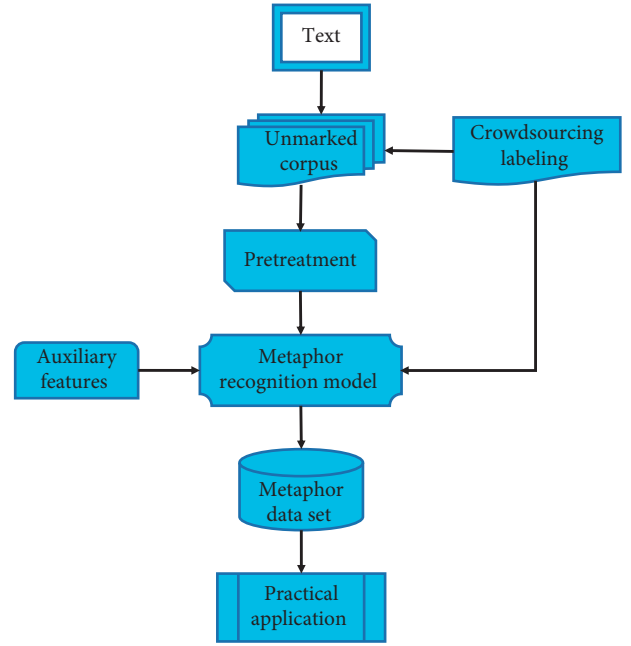 Text
Unmarked
corpus
Crowdsourcing
labeling
Pretreatment
Auxiliary
features
Metaphor
recognition model
Metaphor
data set
Practical
application